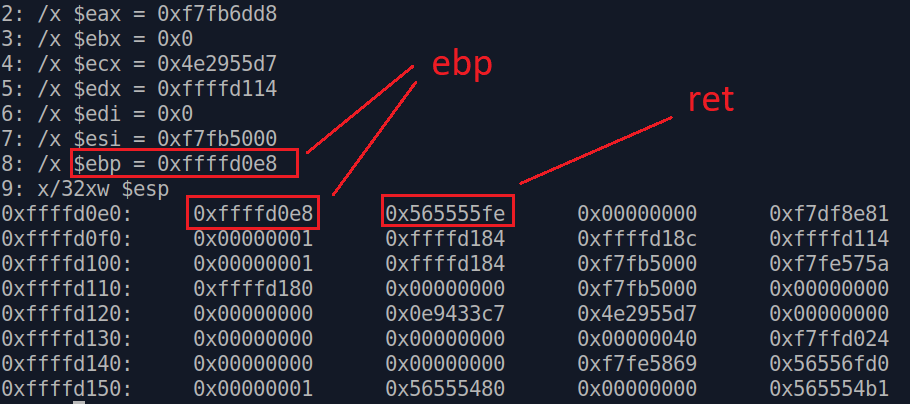 2: /x $eax = 0xf7fb6dd8
3: /x $ebx = 0x0
4: /x $ecx = 0x4e2955d7
5: /x $edx = 0xffffd114
6: /x $edi = 0x0
7: /x $esi = 0xf7fb5000
8: /x $ebp = 0xffffd0e8
9: x/32xw $esp
ebp
ret
0xffffd0e0: 0xffffd0e8 0x565555fe 0x00000000 0xf7df8e81
0xffffd0f0: 0x00000001 0xffffd184 0xffffd18c 0xffffd114
0xffffd100: 0x00000001 0xffffd184 0xf7fb5000 0xf7fe575a
0xffffd110: 0xffffd180 0x00000000 0xf7fb5000 0x00000000
0xffffd120: 0x00000000 0x0e9433c7 0x4e2955d7 0x00000000
0xffffd130: 0x00000000 0x00000000 0x00000040 0xf7ffd024
0xffffd140: 0x00000000 0x00000000 0xf7fe5869 0x56556fd0
0xffffd150: 0x00000001 0x56555480 0x00000000 0x565554b1